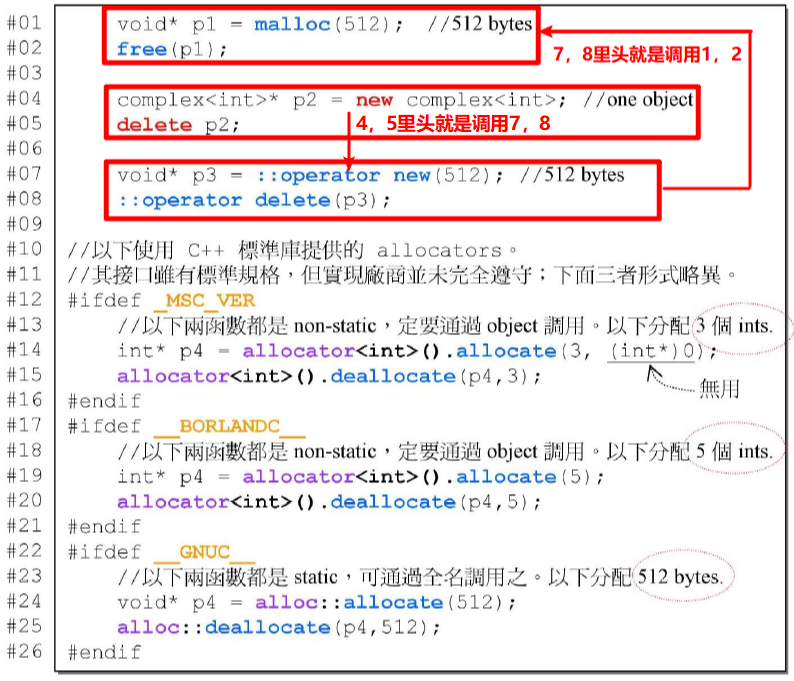 #01 void* p1 = malloc(512); //512 bytes
#02 free(p1);
7，8里头就是调用1，2
#03
#04 complex<int>* p2 = new complex<int>; //one object
#05 delete p2;
4，5里头就是调用7，8
#06
#07 void* p3 = ::operator new(512); //512 bytes
#08 ::operator delete(p3);
#09
#10 //以下使用 C++ 標準庫提供的 allocators。
#11 //其接口雖有標準規格，但實現廠商並未完全遵守；下面三者形式略異。
#12 #ifdef _MSC_VER
#13 //以下兩函數都是 non-static，定要通過 object 調用。以下分配 3 個 ints.
#14 int* p4 = allocator<int>().allocate(3, (int*)0);
#15 allocator<int>().deallocate(p4,3);
無用
#16 #endif
#17 #ifdef __BORLANDC__
#18 //以下兩函數都是 non-static，定要通過 object 調用。以下分配 5 個 ints.
#19 int* p4 = allocator<int>().allocate(5);
#20 allocator<int>().deallocate(p4,5);
#21 #endif
#22 #ifdef __GNUC__
#23 //以下兩函數都是 static，可通過全名調用之。以下分配 512 bytes.
#24 void* p4 = alloc::allocate(512);
#25 alloc::deallocate(p4,512);
#26 #endif